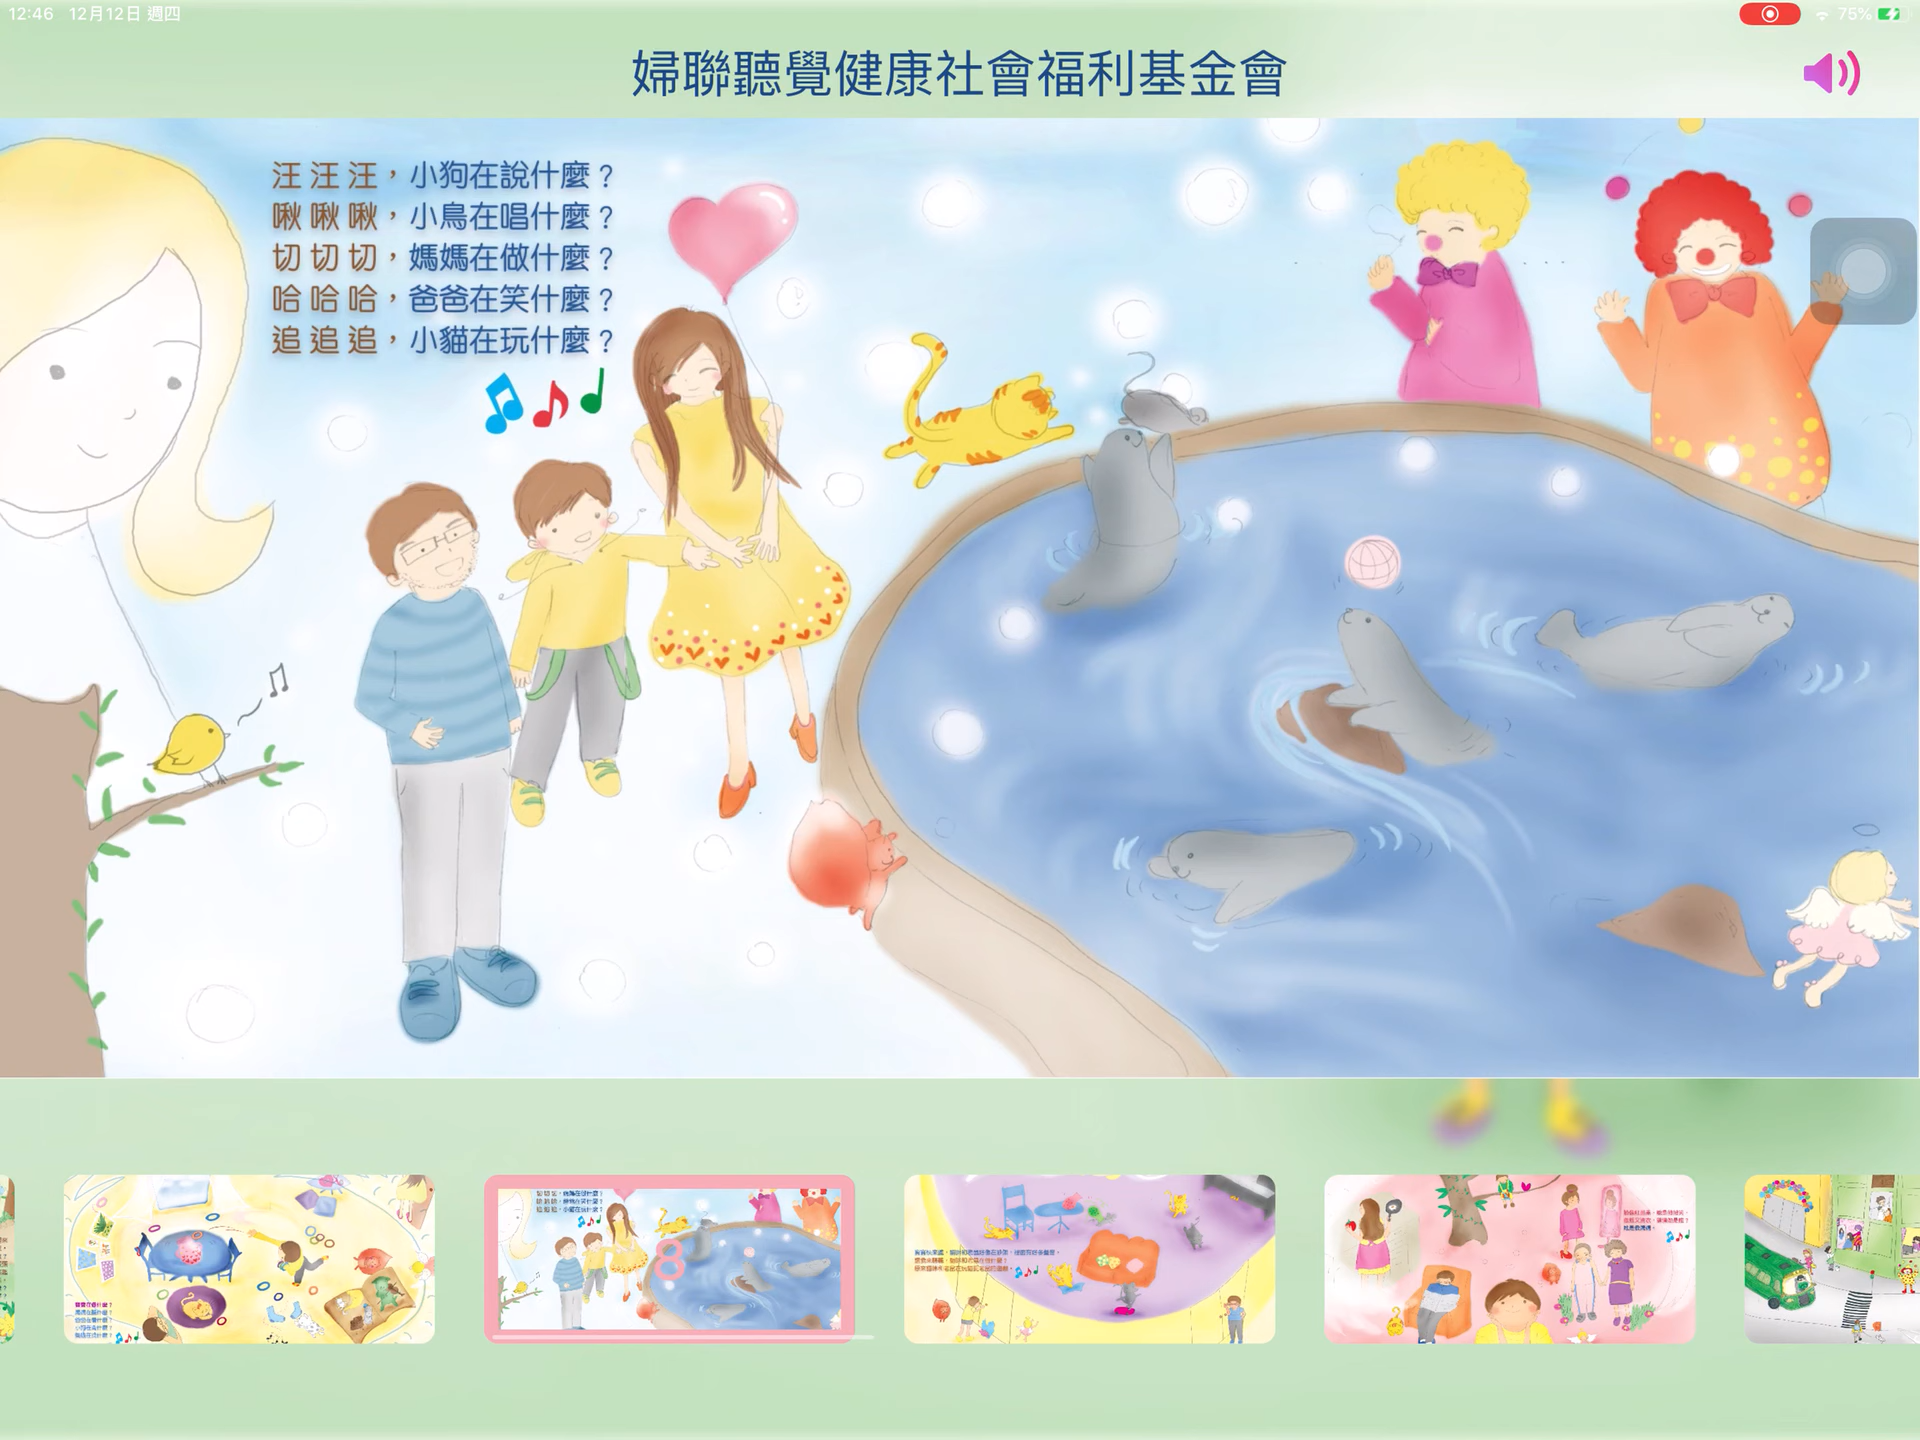 12:46 12月12日 週四
75%
婦聯聽覺健康社會福利基金會
汪 汪 汪，小狗在說什麼？
啾 啾 啾，小鳥在唱什麼？
切 切 切，媽媽在做什麼？
哈 哈 哈，爸爸在笑什麼？
追 追 追，小貓在玩什麼？
8